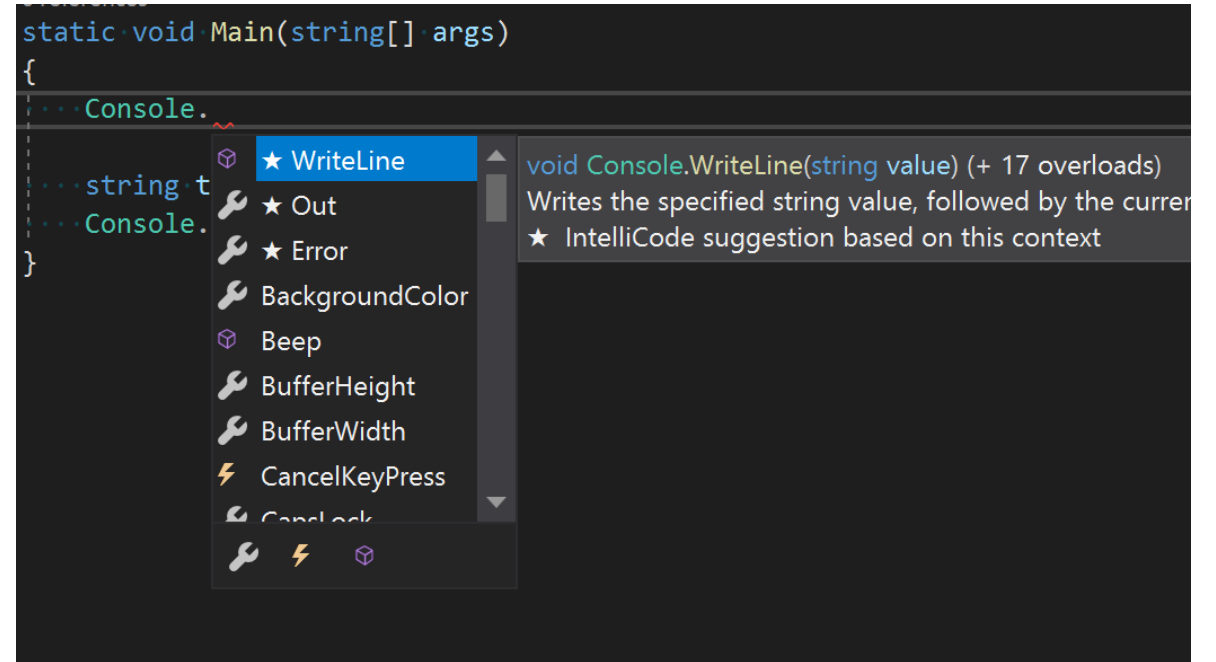 static void Main(string[] args)
{
Console.
★ WriteLine
void Console.WriteLine(string value) (+ 17 overloads)
Writes the specified string value, followed by the curren
★ IntelliCode suggestion based on this context
string t
★ Out
Console.
★ Error
}
BackgroundColor
Beep
BufferHeight
BufferWidth
CancelKeyPress
CapsLock